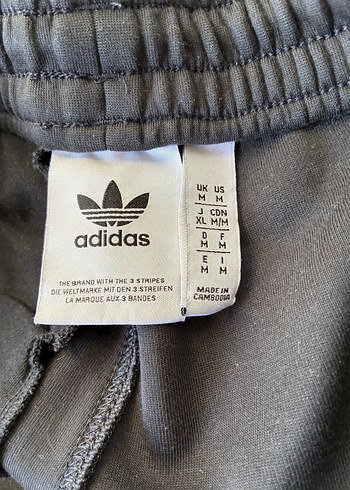 adidas
THE BRAND WITH THE 3 STRIPES
DIE WELTMARKE MIT DEN 3 STREIFEN
LA MARQUE AUX 3 BANDES
UK US
M M
J CDN
XL M/M
D F
M M
E I
M M
MADE IN
CAMBODIA